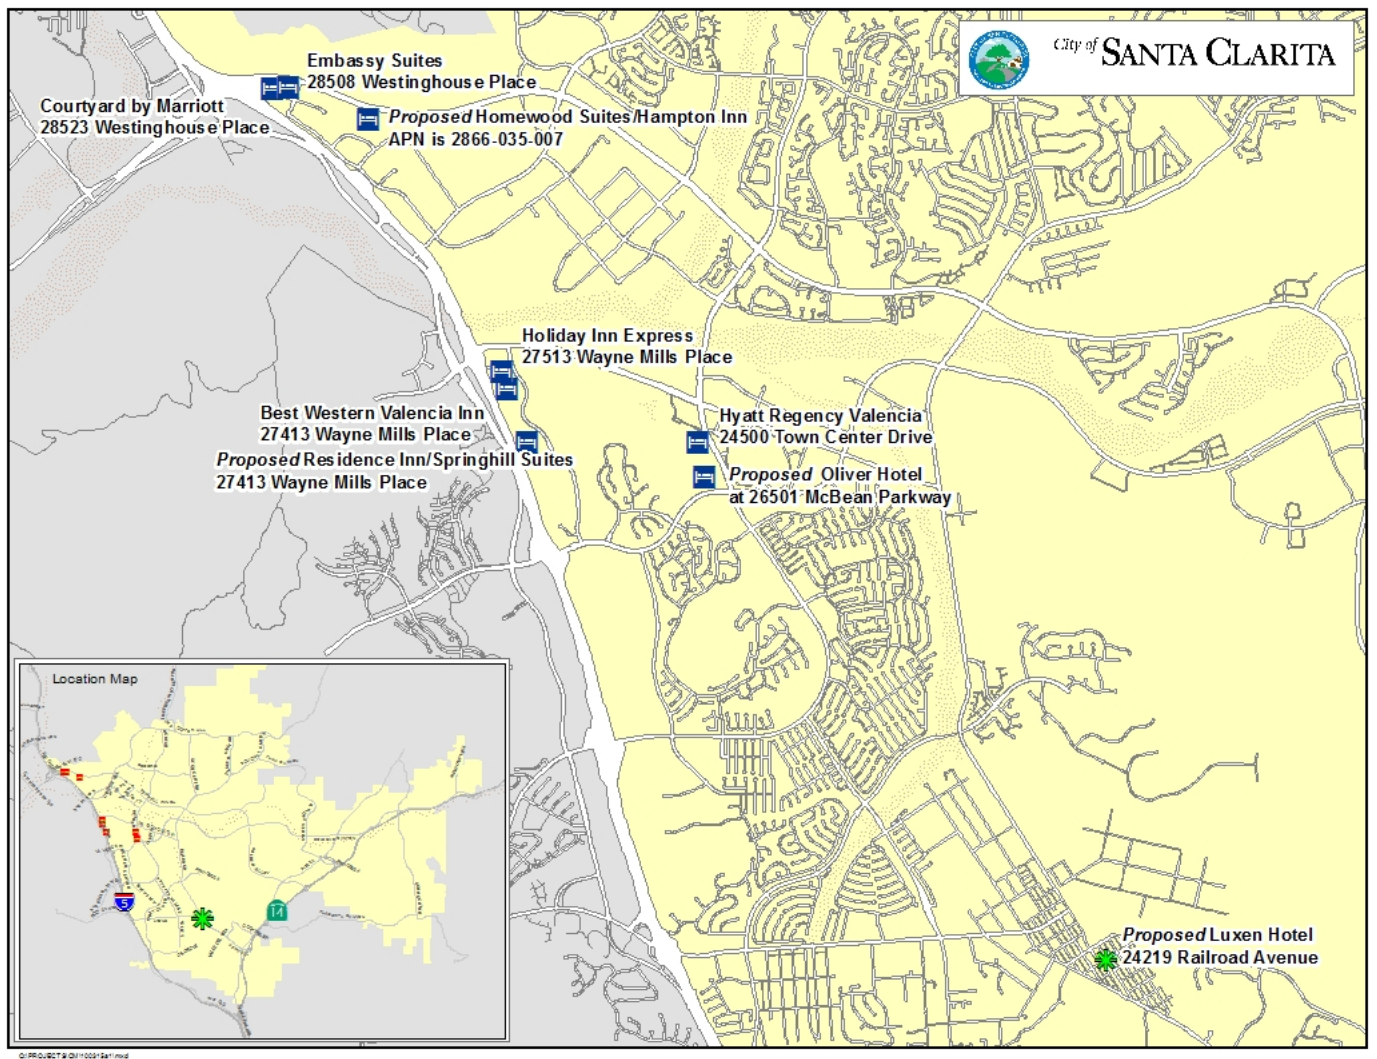 City of SANTA CLARITA
Embassy Suites
28508 Westinghouse Place
Courtyard by Marriott
28523 Westinghouse Place
Proposed Homewood Suites/Hampton Inn
APN is 2866-035-007
Holiday Inn Express
27513 Wayne Mills Place
Best Western Valencia Inn
27413 Wayne Mills Place
Proposed Residence Inn/Springhill Suites
27413 Wayne Mills Place
Hyatt Regency Valencia
24500 Town Center Drive
Proposed Oliver Hotel
at 26501 McBean Parkway
Location Map
5
14
Proposed Luxen Hotel
24219 Railroad Avenue